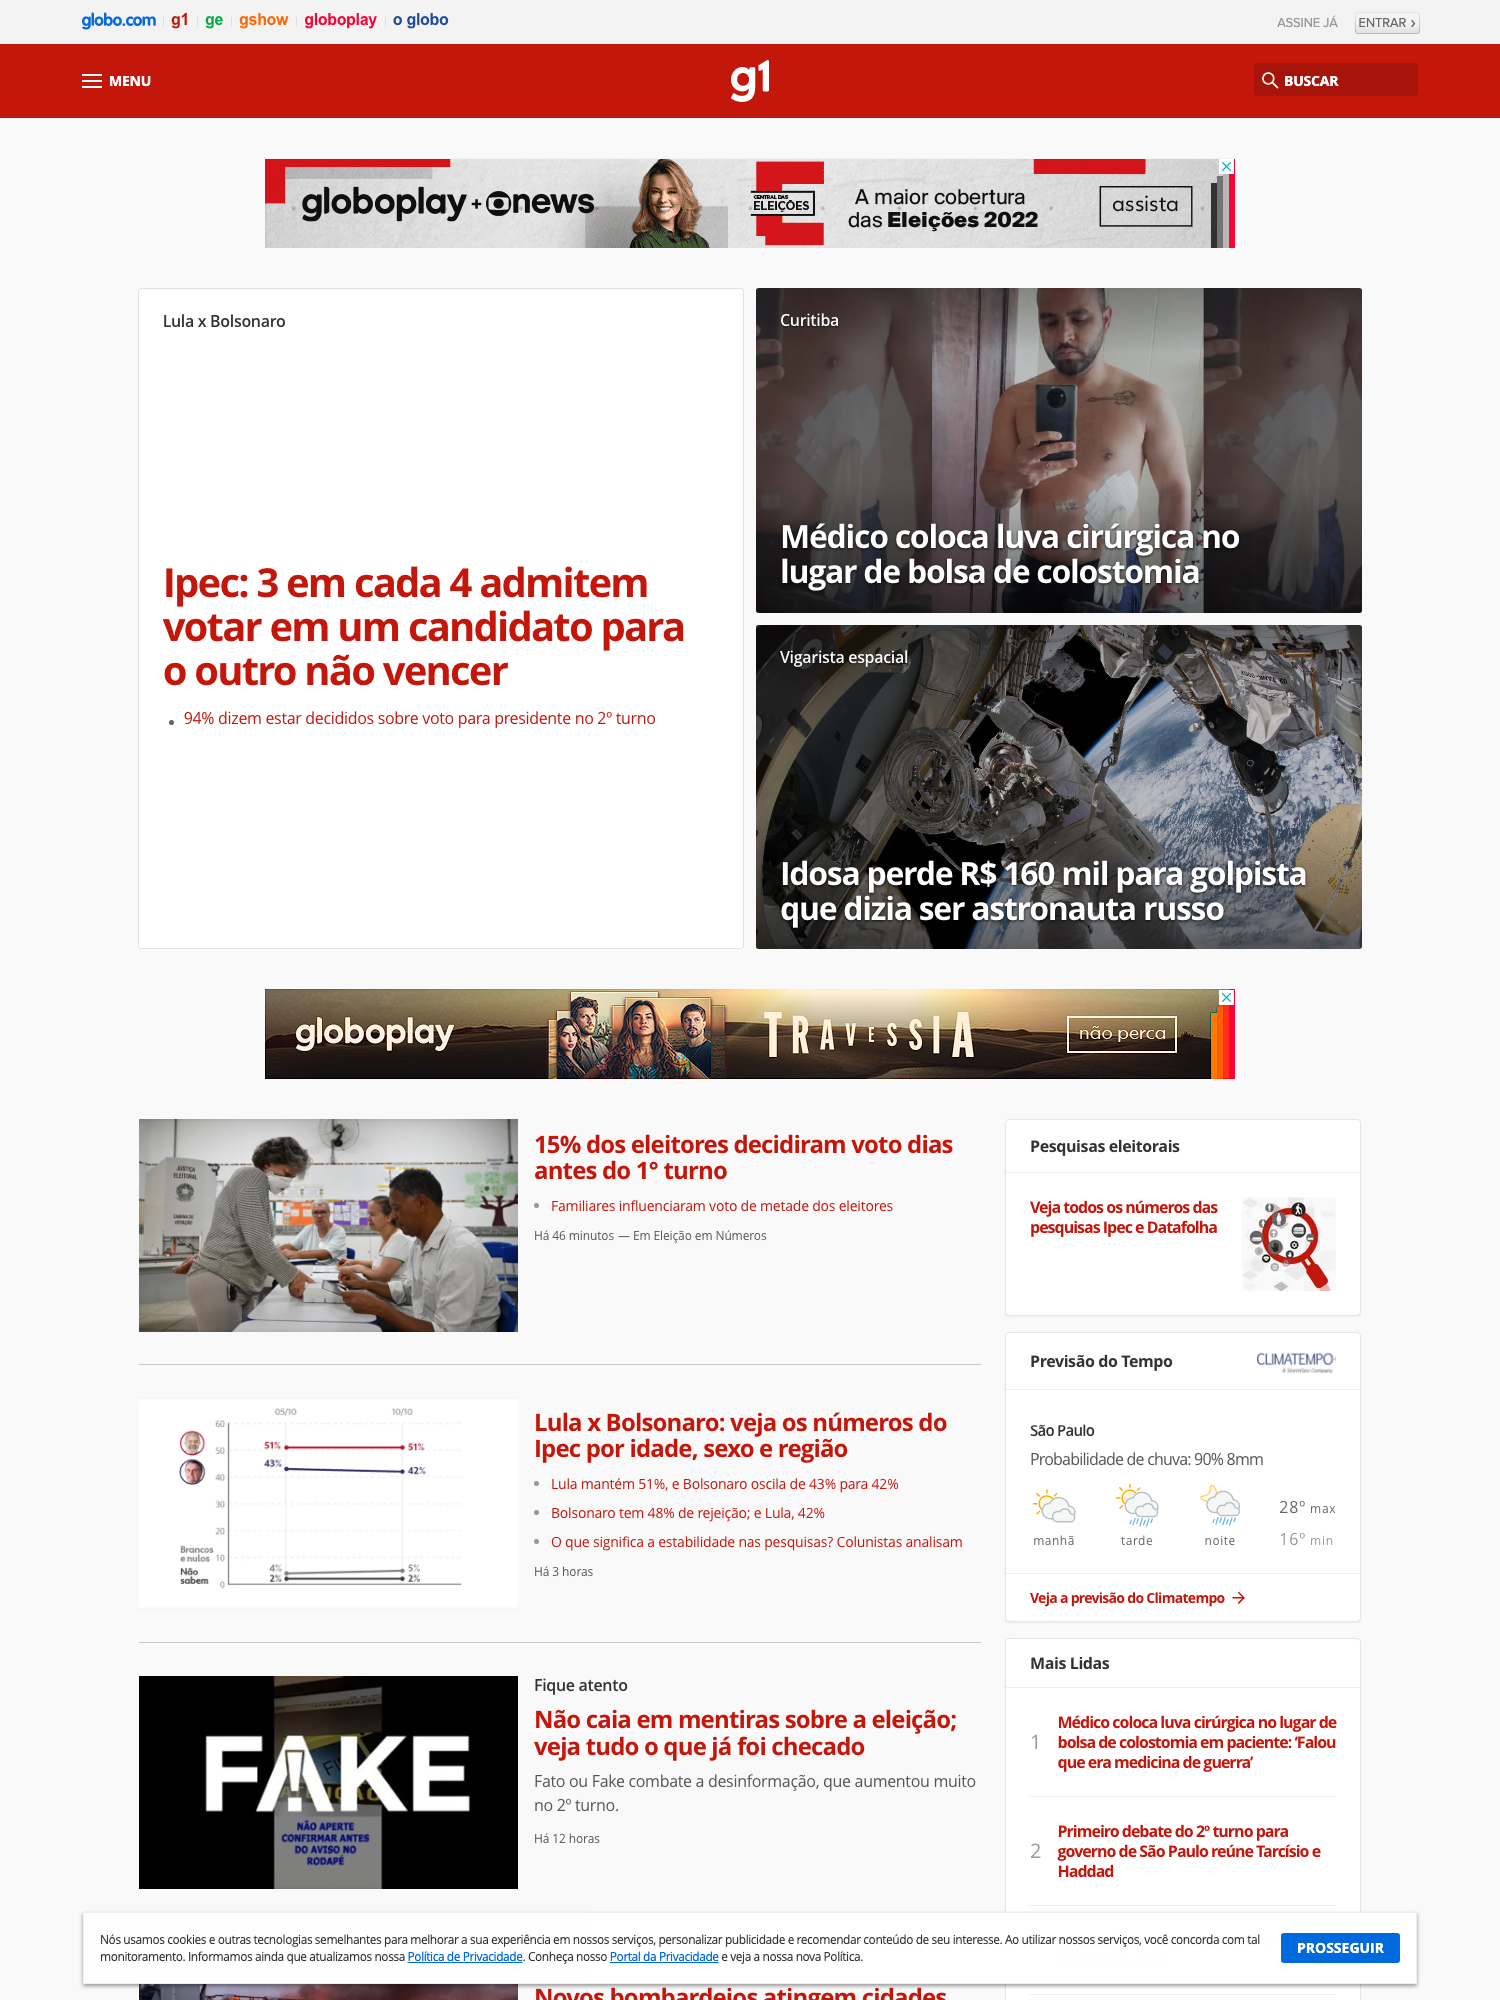 globo.com g1 ge gshow globoplay o globo
ASSINE JÁ ENTRAR ›
MENU
g1
BUSCAR
globoplay + news
CENTRAL DAS
ELEIÇÕES
A maior cobertura
das Eleições 2022
assista
Lula x Bolsonaro
Ipec: 3 em cada 4 admitem
votar em um candidato para
o outro não vencer
94% dizem estar decididos sobre voto para presidente no 2º turno
Curitiba
Médico coloca luva cirúrgica no
lugar de bolsa de colostomia
Vigarista espacial
Idosa perde R$ 160 mil para golpista
que dizia ser astronauta russo
globoplay
TRAVESSIA
não perca
JUSTIÇA
ELEITORAL
15% dos eleitores decidiram voto dias
antes do 1° turno
Familiares influenciaram voto de metade dos eleitores
Há 46 minutos — Em Eleição em Números
05/10 10/10
60
51% 51%
50
43% 42%
40
30
20
Brancos
e nulos 10
4% 5%
Não
sabem
2% 2%
0
Lula x Bolsonaro: veja os números do
Ipec por idade, sexo e região
Lula mantém 51%, e Bolsonaro oscila de 43% para 42%
Bolsonaro tem 48% de rejeição; e Lula, 42%
O que significa a estabilidade nas pesquisas? Colunistas analisam
Há 3 horas
FAKE
NÃO APERTE
CONFIRMAR ANTES
DO AVISO NO
RODAPÉ
Fique atento
Não caia em mentiras sobre a eleição;
veja tudo o que já foi checado
Fato ou Fake combate a desinformação, que aumentou muito
no 2º turno.
Há 12 horas
Novos bombardeios atingem cidades
Pesquisas eleitorais
Veja todos os números das
pesquisas Ipec e Datafolha
Previsão do Tempo
CLIMATEMPO
A StormGeo Company
São Paulo
Probabilidade de chuva: 90% 8mm
28º max
manhã tarde noite 16º min
Veja a previsão do Climatempo
Mais Lidas
1 Médico coloca luva cirúrgica no lugar de
bolsa de colostomia em paciente: ‘Falou
que era medicina de guerra’
2 Primeiro debate do 2º turno para
governo de São Paulo reúne Tarcísio e
Haddad
Nós usamos cookies e outras tecnologias semelhantes para melhorar a sua experiência em nossos serviços, personalizar publicidade e recomendar conteúdo de seu interesse. Ao utilizar nossos serviços, você concorda com tal
monitoramento. Informamos ainda que atualizamos nossa Política de Privacidade. Conheça nosso Portal da Privacidade e veja a nossa nova Política.
PROSSEGUIR